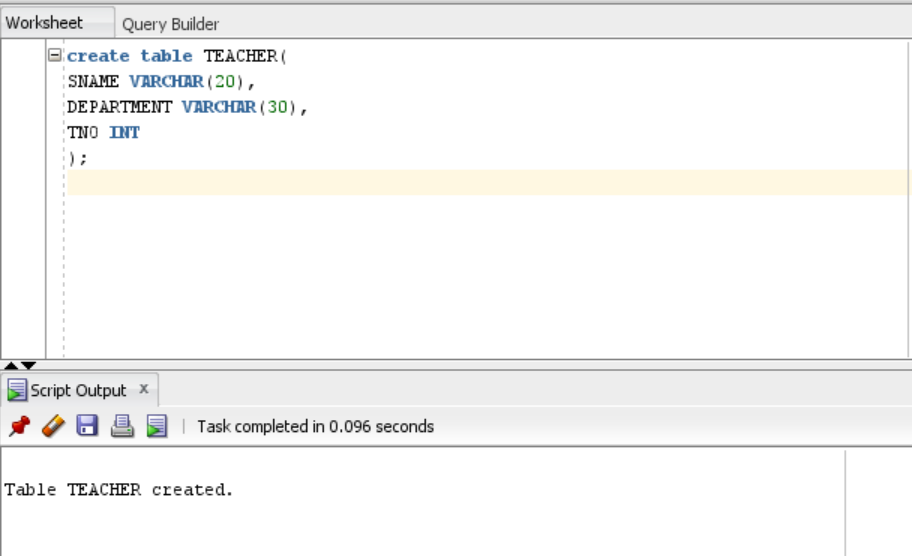 Worksheet Query Builder
create table TEACHER(
SNAME VARCHAR(20),
DEPARTMENT VARCHAR(30),
TNO INT
);
Script Output x
Task completed in 0.096 seconds
Table TEACHER created.